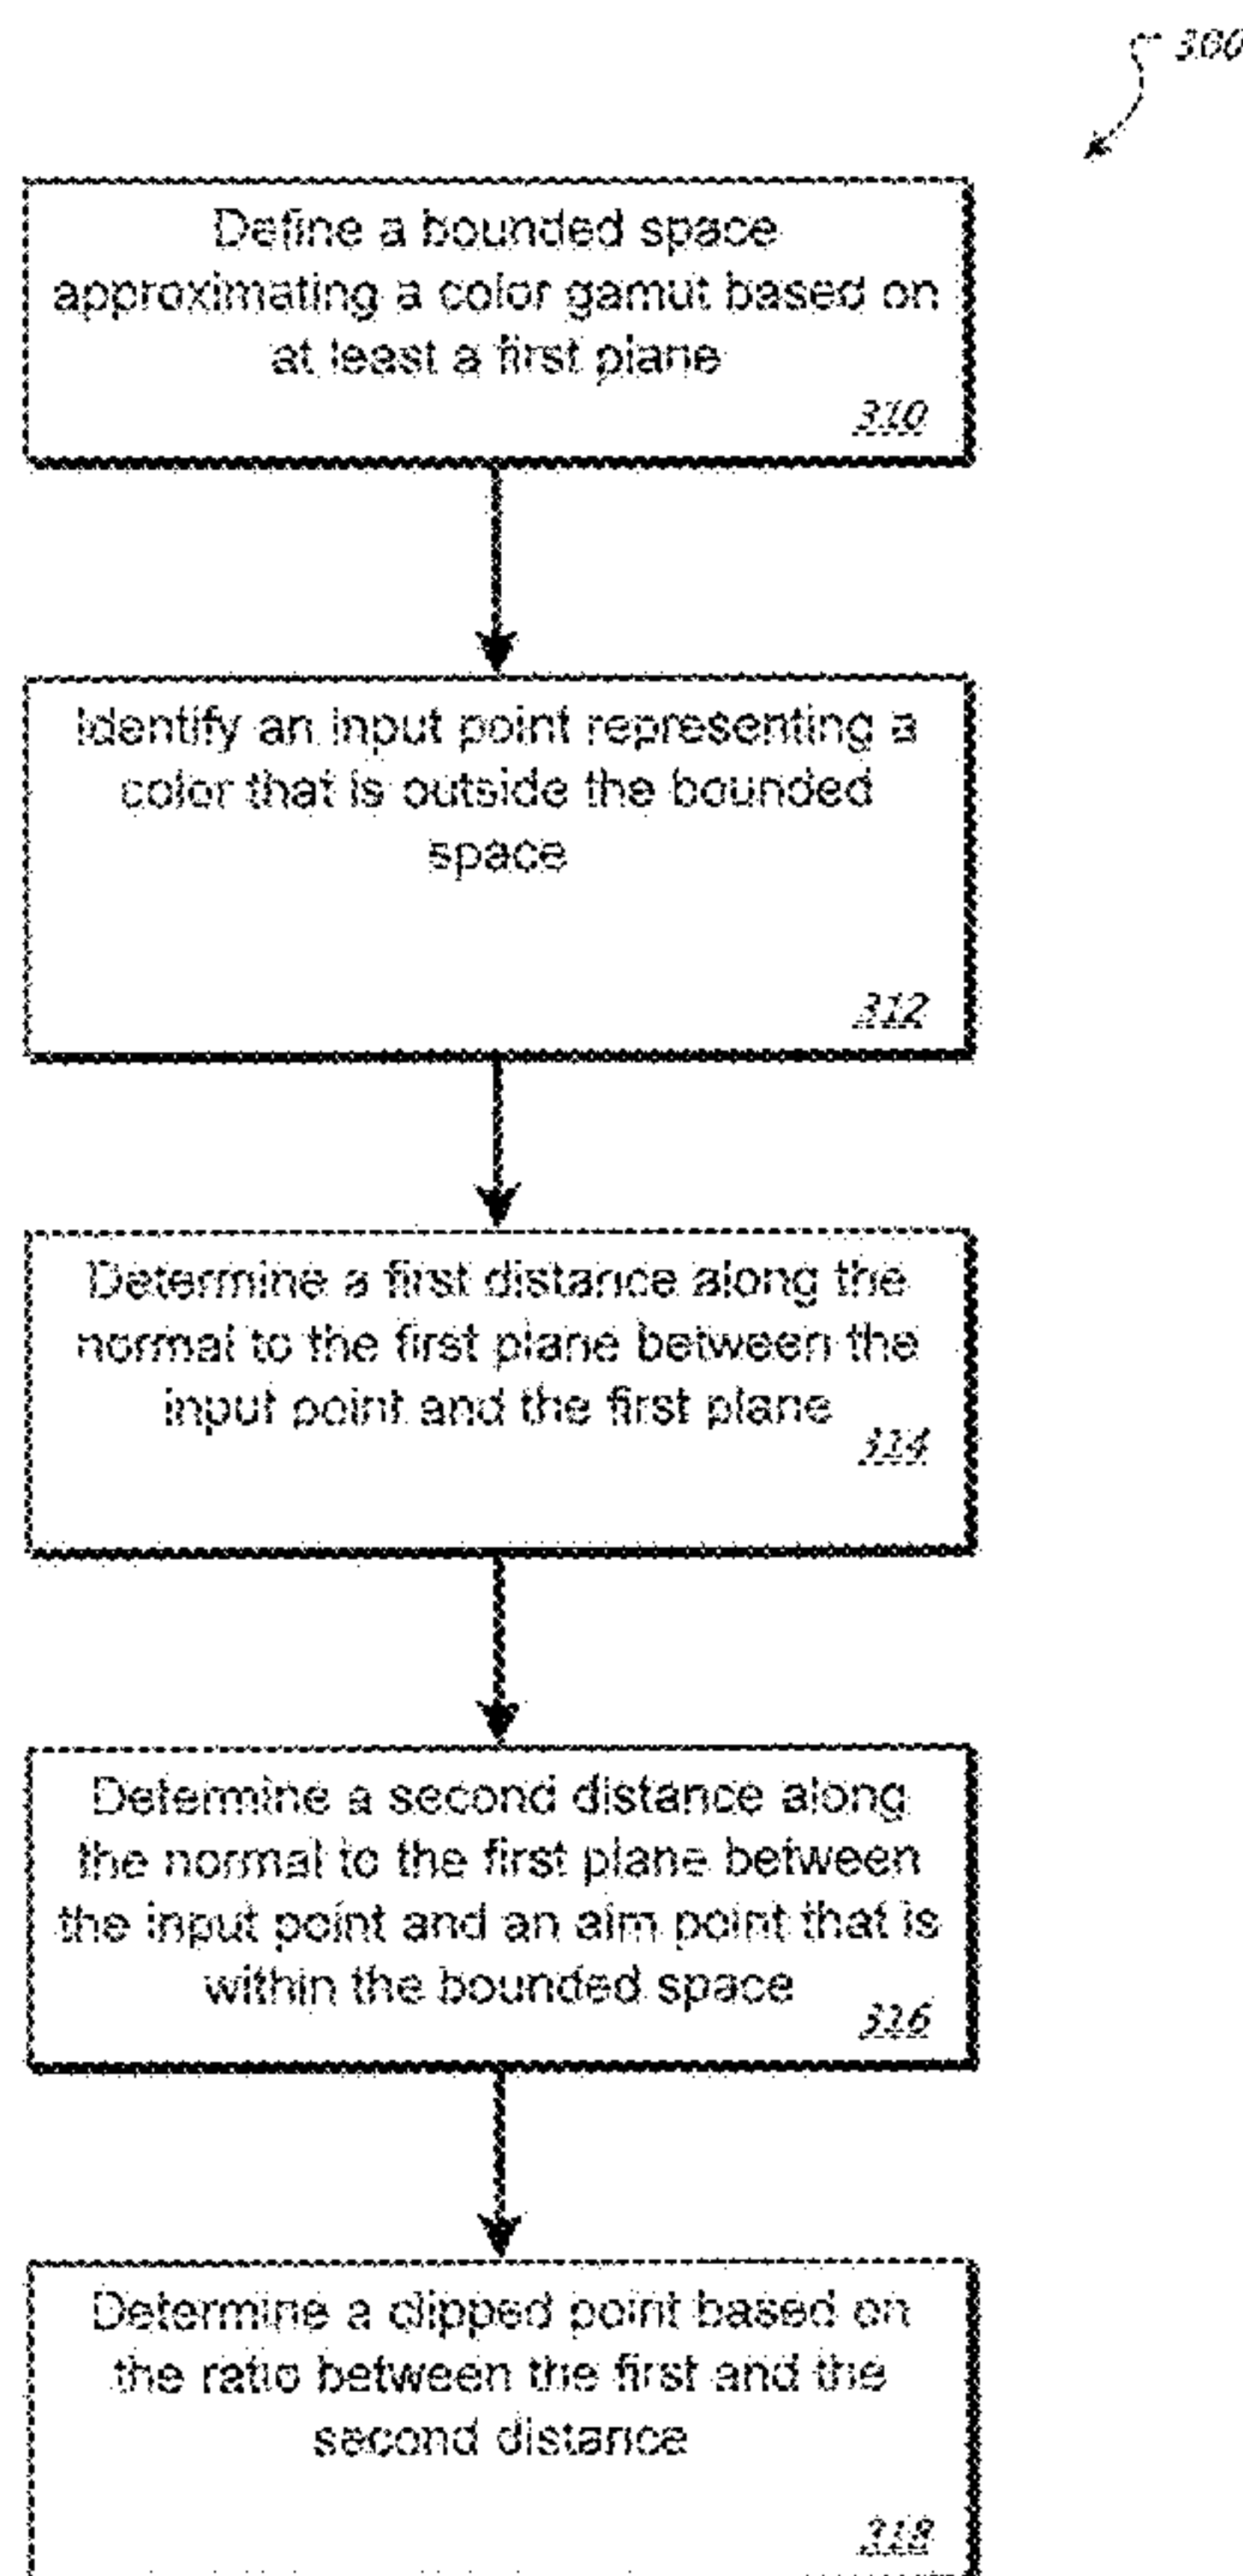 300
Define a bounded space
approximating a color gamut based on
at least a first plane
310
Identify an input point representing a
color that is outside the bounded
space
312
Determine a first distance along the
normal to the first plane between the
input point and the first plane
314
Determine a second distance along
the normal to the first plane between
the input point and an aim point that is
within the bounded space
316
Determine a clipped point based on
the ratio between the first and the
second distance
318